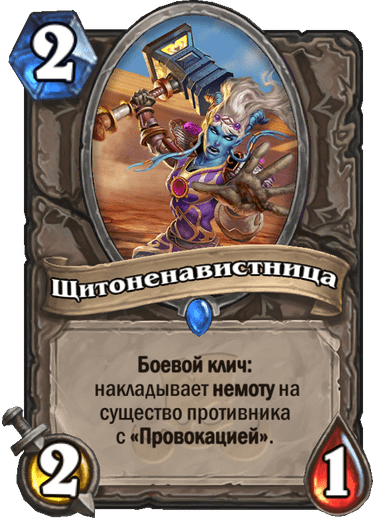 2
Щитоненавистница
Боевой клич:
накладывает немоту на
существо противника
с «Провокацией».
2
1